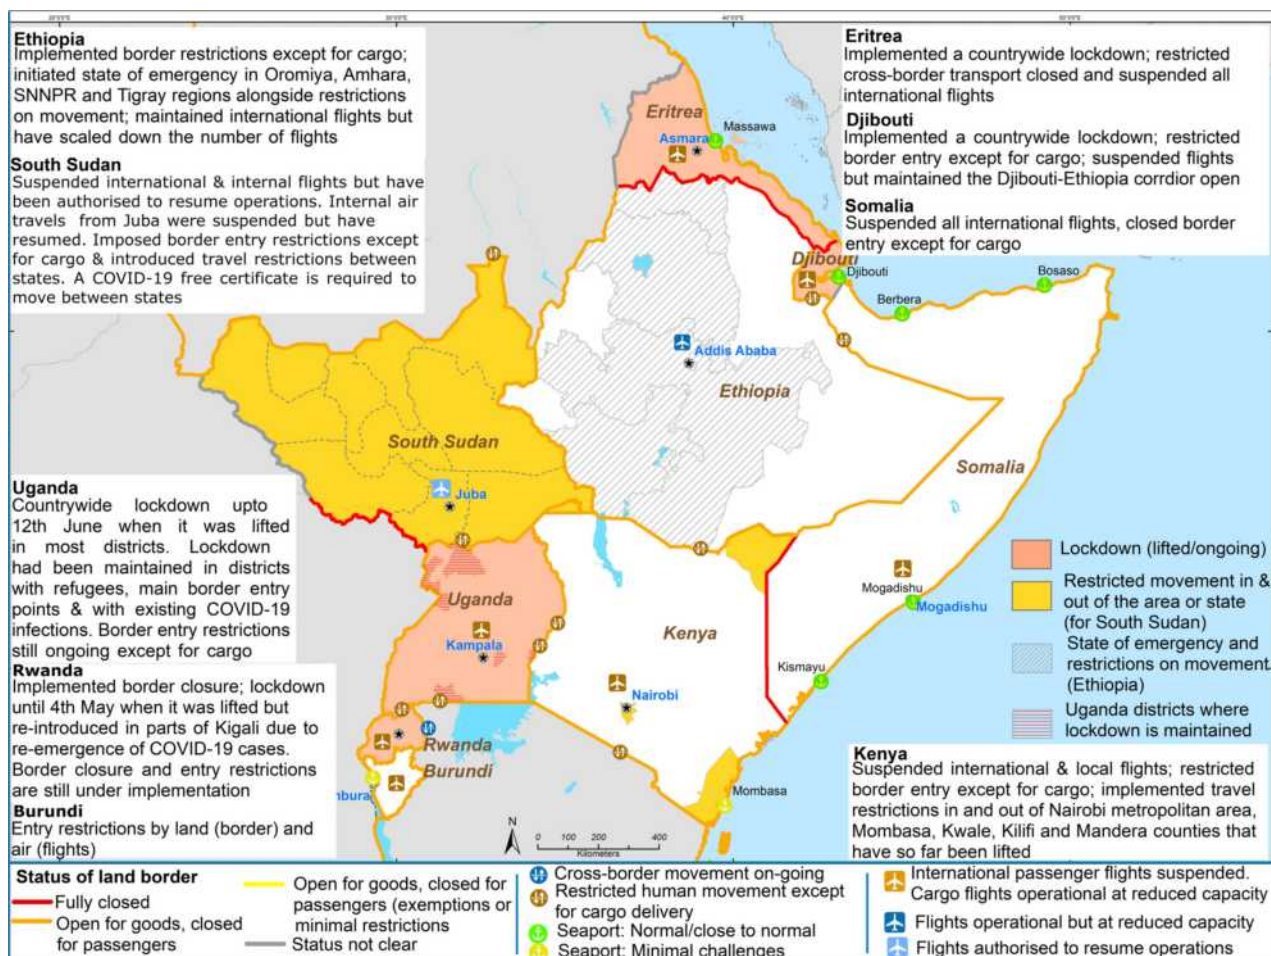 Ethiopia
Implemented border restrictions except for cargo;
initiated state of emergency in Oromiya, Amhara,
SNNPR and Tigray regions alongside restrictions
on movement; maintained international flights but
have scaled down the number of flights
South Sudan
Suspended international & internal flights but have
been authorised to resume operations. Internal air
travels from Juba were suspended but have
resumed. Imposed border entry restrictions except
for cargo & introduced travel restrictions between
states. A COVID-19 free certificate is required to
move between states
Eritrea
Implemented a countrywide lockdown; restricted
cross-border transport closed and suspended all
international flights
Djibouti
Implemented a countrywide lockdown; restricted
border entry except for cargo; suspended flights
but maintained the Djibouti-Ethiopia corrdior open
Somalia
Suspended all international flights, closed border
entry except for cargo
Eritrea
Massawa
Asmara
Djibouti
Djibouti
Bosaso
Berbera
Addis Ababa
Ethiopia
South Sudan
Somalia
Juba
Uganda
Kampala
Kenya
Nairobi
Mogadishu
Mogadishu
Kismayu
Rwanda
Burundi
mbura
Mombasa
Uganda
Countrywide lockdown upto
12th June when it was lifted
in most districts. Lockdown
had been maintained in districts
with refugees, main border entry
points & with existing COVID-19
infections. Border entry restrictions
still ongoing except for cargo
Rwanda
Implemented border closure; lockdown
until 4th May when it was lifted but
re-introduced in parts of Kigali due to
re-emergence of COVID-19 cases.
Border closure and entry restrictions
are still under implementation
Burundi
Entry restrictions by land (border) and
air (flights)
Lockdown (lifted/ongoing)
Restricted movement in &
out of the area or state
(for South Sudan)
State of emergency and
restrictions on movement
(Ethiopia)
Uganda districts where
lockdown is maintained
Kenya
Suspended international & local flights; restricted
border entry except for cargo; implemented travel
restrictions in and out of Nairobi metropolitan area,
Mombasa, Kwale, Kilifi and Mandera counties that
have so far been lifted
N
0 100 200 400
Kilometers
Status of land border
Fully closed
Open for goods, closed
for passengers
Open for goods, closed for
passengers (exemptions or
minimal restrictions
Status not clear
Cross-border movement on-going
Restricted human movement except
for cargo delivery
Seaport: Normal/close to normal
Seaport: Minimal challenges
International passenger flights suspended.
Cargo flights operational at reduced capacity
Flights operational but at reduced capacity
Flights authorised to resume operations